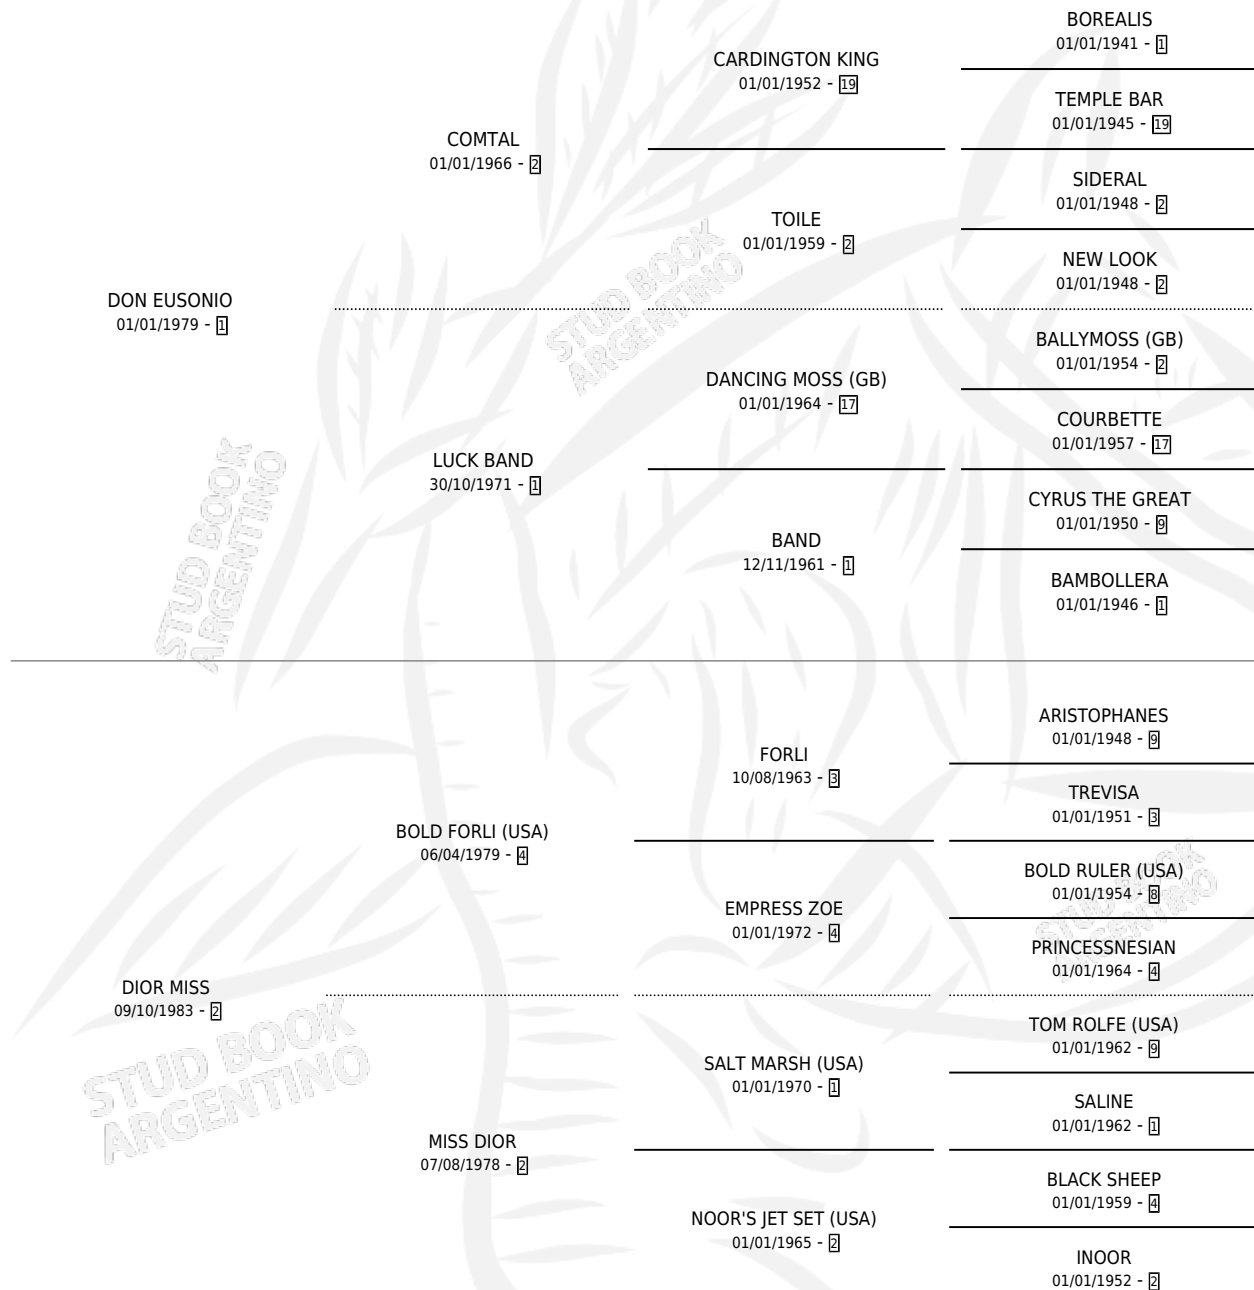 BOREALIS
01/01/1941 - 1
CARDINGTON KING
01/01/1952 - 19
TEMPLE BAR
01/01/1945 - 19
COMTAL
01/01/1966 - 2
SIDERAL
01/01/1948 - 2
TOILE
01/01/1959 - 2
NEW LOOK
01/01/1948 - 2
DON EUSONIO
01/01/1979 - 1
BALLYMOSS (GB)
01/01/1954 - 2
DANCING MOSS (GB)
01/01/1964 - 17
COURBETTE
01/01/1957 - 17
LUCK BAND
30/10/1971 - 1
CYRUS THE GREAT
01/01/1950 - 9
BAND
12/11/1961 - 1
BAMBOLLERA
01/01/1946 - 1
STUD BOOK
ARGENTINO
STUD BOOK
ARGENTINO
ARISTOPHANES
01/01/1948 - 9
FORLI
10/08/1963 - 3
TREVISA
01/01/1951 - 3
BOLD FORLI (USA)
06/04/1979 - 4
BOLD RULER (USA)
01/01/1954 - 8
EMPRESS ZOE
01/01/1972 - 4
PRINCESSNESIAN
01/01/1964 - 4
STUD BOOK
ARGENTINO
DIOR MISS
09/10/1983 - 2
TOM ROLFE (USA)
01/01/1962 - 9
SALT MARSH (USA)
01/01/1970 - 1
SALINE
01/01/1962 - 1
MISS DIOR
07/08/1978 - 2
BLACK SHEEP
01/01/1959 - 4
NOOR'S JET SET (USA)
01/01/1965 - 2
INOOR
01/01/1952 - 2
STUD BOOK
ARGENTINO